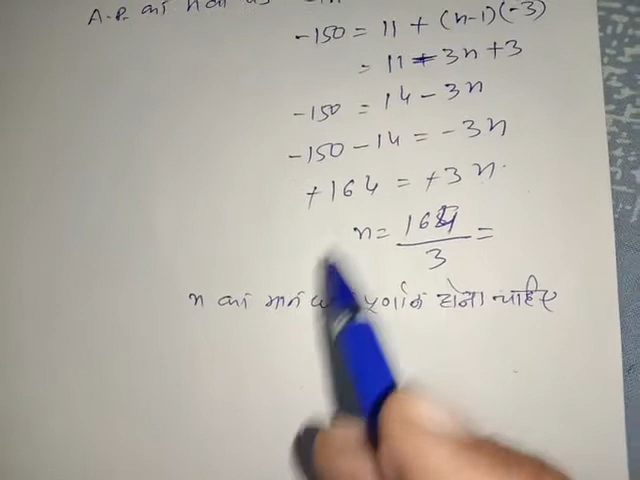 A.P. का
-150 = 11 + (n-1)(-3)
= 11 - 3n + 3
-150 = 14 - 3n
-150 - 14 = -3n
+164 = +3n
n = 164/3 =
n का मान पूर्णांक होना चाहिए